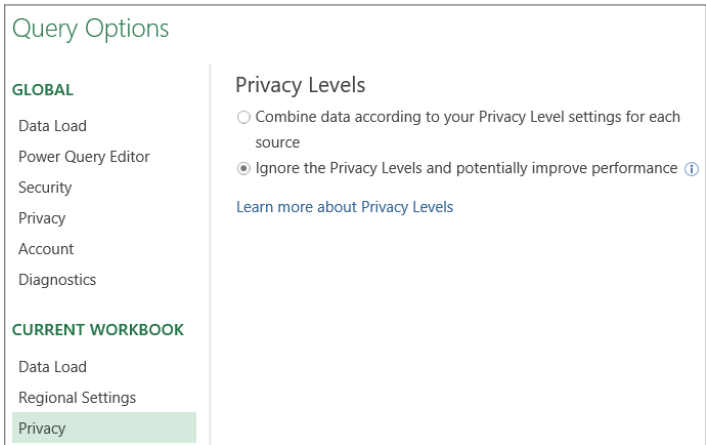 Query Options
GLOBAL
Data Load
Power Query Editor
Security
Privacy
Account
Diagnostics
CURRENT WORKBOOK
Data Load
Regional Settings
Privacy
Privacy Levels
Combine data according to your Privacy Level settings for each
source
Ignore the Privacy Levels and potentially improve performance
Learn more about Privacy Levels